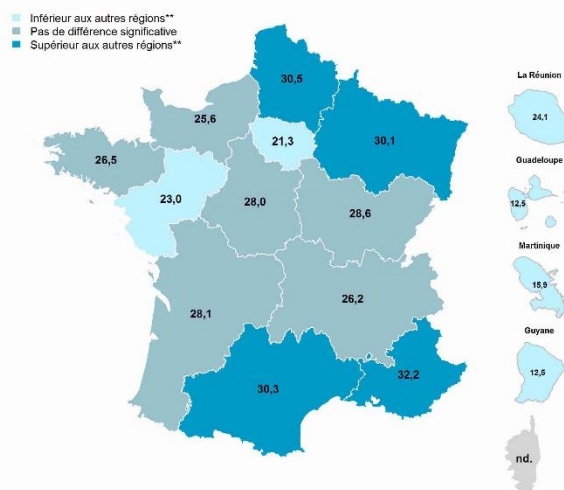 Inférieur aux autres régions**
Pas de différence significative
Supérieur aux autres régions**
30,5
La Réunion
25,6
24,1
21,3
30,1
26,5
Guadeloupe
23,0
28,0
12,5
28,6
Martinique
15,9
26,2
28,1
Guyane
32,2
12,5
30,3
nd.